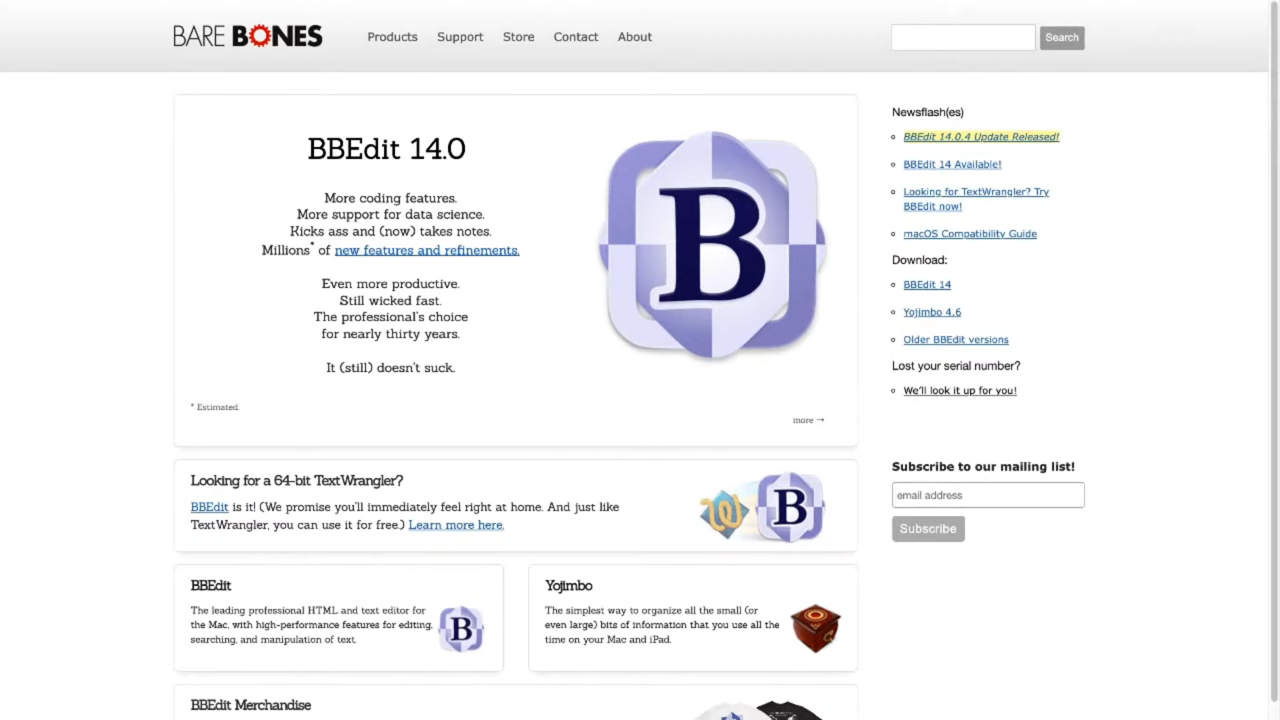 BARE BONES
Products Support Store Contact About
Search
BBEdit 14.0
More coding features.
More support for data science.
Kicks ass and (now) takes notes.
Millions* of new features and refinements.
Even more productive.
Still wicked fast.
The professional's choice
for nearly thirty years.
It (still) doesn't suck.
* Estimated.
more →
B
Looking for a 64-bit TextWrangler?
BBEdit is it! (We promise you'll immediately feel right at home. And just like
TextWrangler, you can use it for free.) Learn more here.
B
BBEdit
The leading professional HTML and text editor for
the Mac, with high-performance features for editing,
searching, and manipulation of text.
B
Yojimbo
The simplest way to organize all the small (or
even large) bits of information that you use all the
time on your Mac and iPad.
BBEdit Merchandise
Newsflash(es)
BBEdit 14.0.4 Update Released!
BBEdit 14 Available!
Looking for TextWrangler? Try
BBEdit now!
macOS Compatibility Guide
Download:
BBEdit 14
Yojimbo 4.6
Older BBEdit versions
Lost your serial number?
We'll look it up for you!
Subscribe to our mailing list!
email address
Subscribe